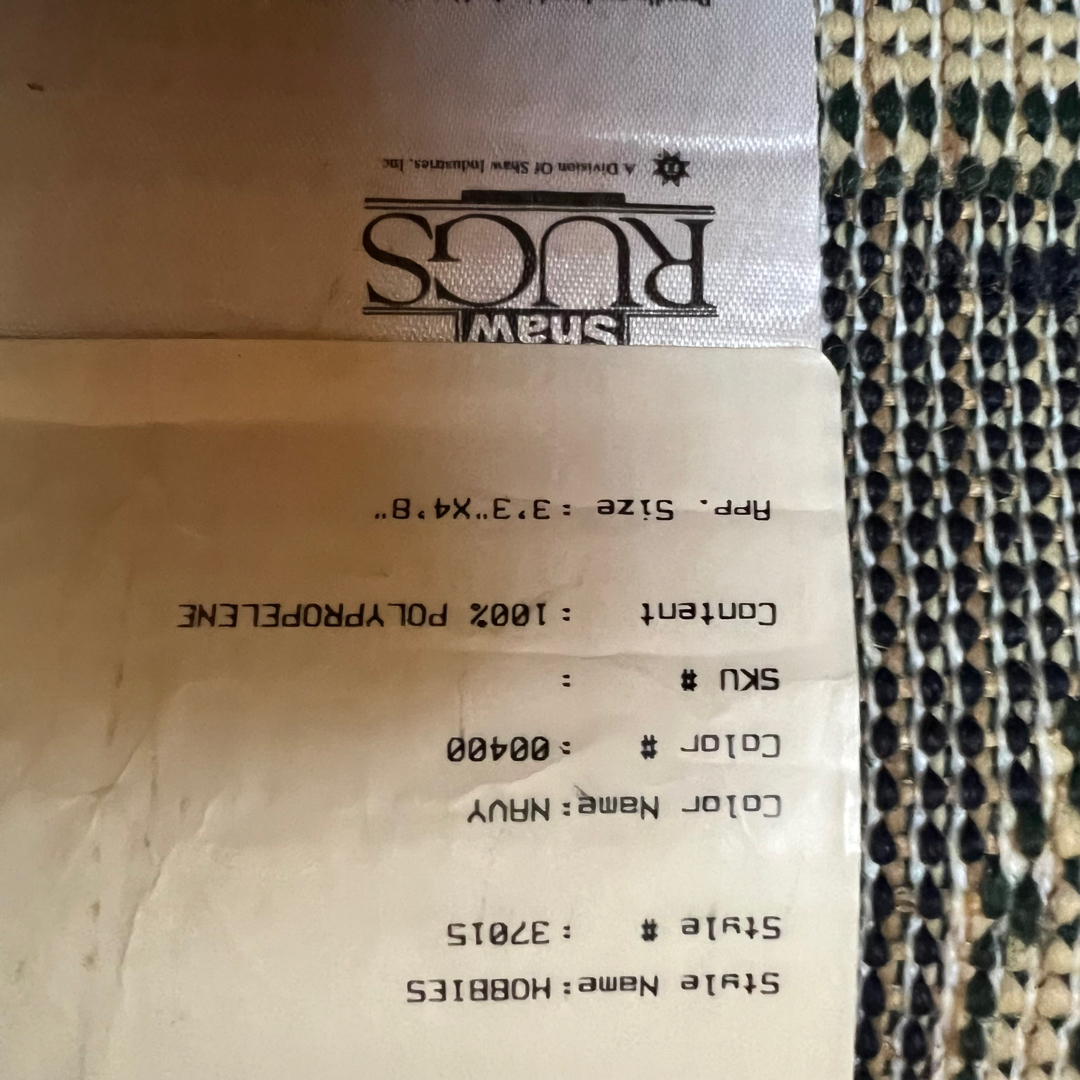 Style Name: HOBBIES
Style # : 37015
Color Name: NAVY
Color # : 00400
SKU # :
Content : 100% POLYPROPELENE
App. Size : 3'3"X4'8"
Shaw
RUGS
A Division Of Shaw Industries, Inc